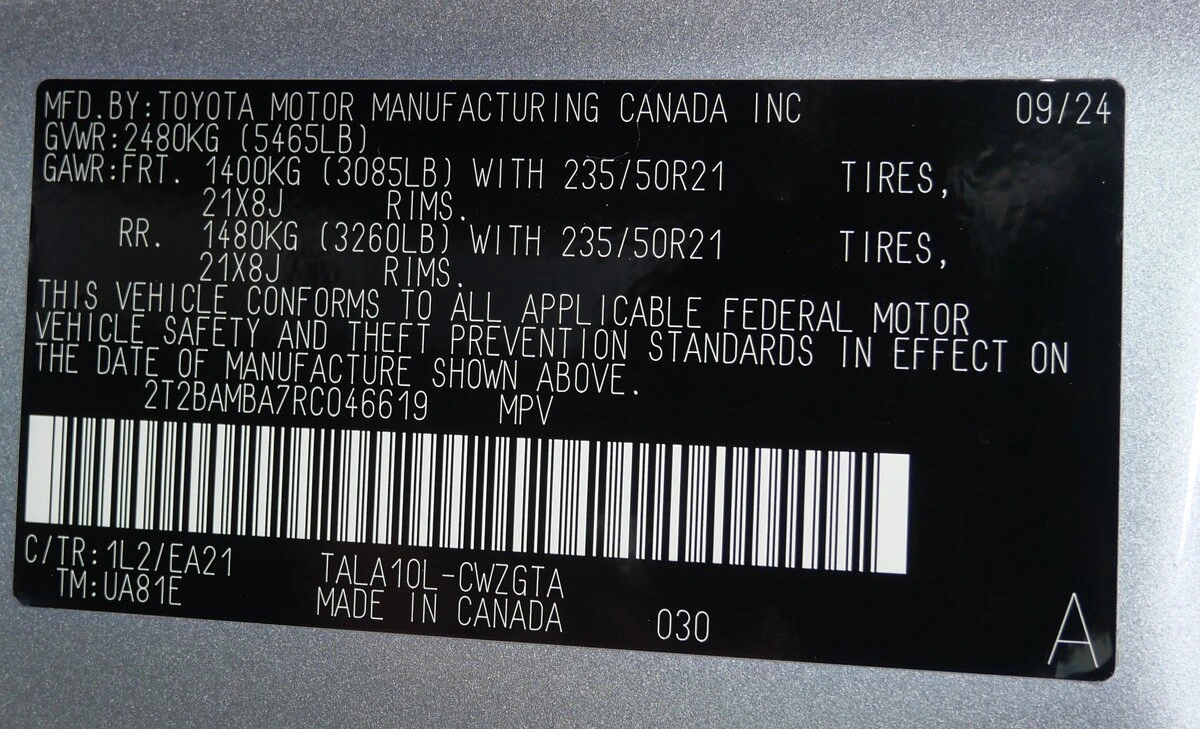 MFD.BY:TOYOTA MOTOR MANUFACTURING CANADA INC 09/24
GVWR:2480KG (5465LB)
GAWR:FRT. 1400KG (3085LB) WITH 235/50R21 TIRES,
21X8J RIMS.
RR. 1480KG (3260LB) WITH 235/50R21 TIRES,
21X8J RIMS.
THIS VEHICLE CONFORMS TO ALL APPLICABLE FEDERAL MOTOR
VEHICLE SAFETY AND THEFT PREVENTION STANDARDS IN EFFECT ON
THE DATE OF MANUFACTURE SHOWN ABOVE.
2T2BAMBA7RC046619 MPV
C/TR:1L2/EA21 TALA10L-CWZGTA
TM:UA81E MADE IN CANADA 030 A